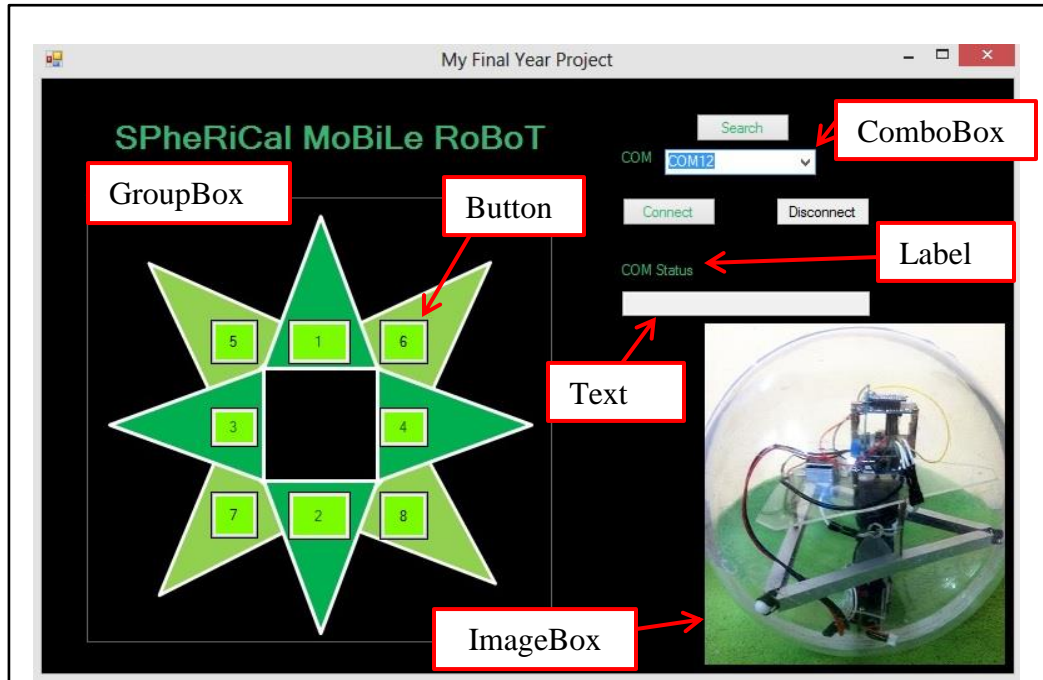 My Final Year Project
SPheRiCal MoBiLe RoBoT
Search
COM
COM12
ComboBox
GroupBox
Button
Connect
Disconnect
Label
COM Status
Text
5
1
6
3
4
7
2
8
ImageBox